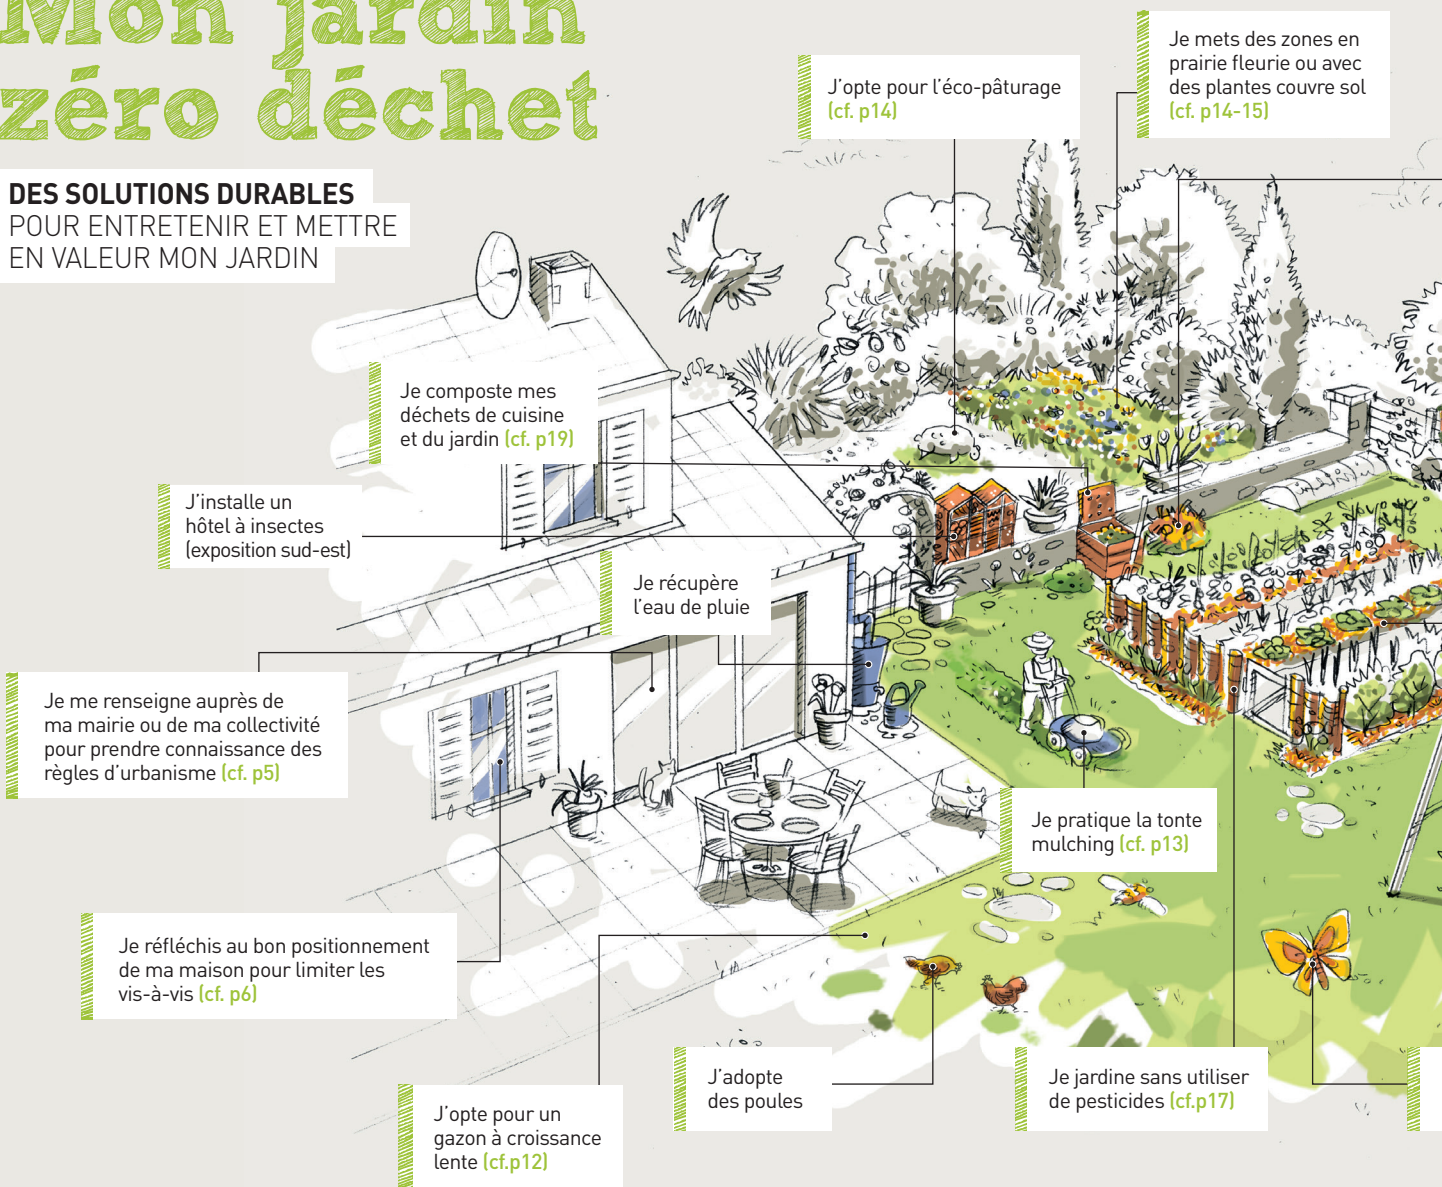 Mon jardin
zéro déchet
DES SOLUTIONS DURABLES
POUR ENTRETENIR ET METTRE
EN VALEUR MON JARDIN
J'opte pour l'éco-pâturage
(cf. p14)
Je mets des zones en
prairie fleurie ou avec
des plantes couvre sol
(cf. p14-15)
Je composte mes
déchets de cuisine
et du jardin (cf. p19)
J'installe un
hôtel à insectes
(exposition sud-est)
Je récupère
l'eau de pluie
Je me renseigne auprès de
ma mairie ou de ma collectivité
pour prendre connaissance des
règles d'urbanisme (cf. p5)
Je pratique la tonte
mulching (cf. p13)
Je réfléchis au bon positionnement
de ma maison pour limiter les
vis-à-vis (cf. p6)
J'opte pour un
gazon à croissance
lente (cf.p12)
J'adopte
des poules
Je jardine sans utiliser
de pesticides (cf.p17)